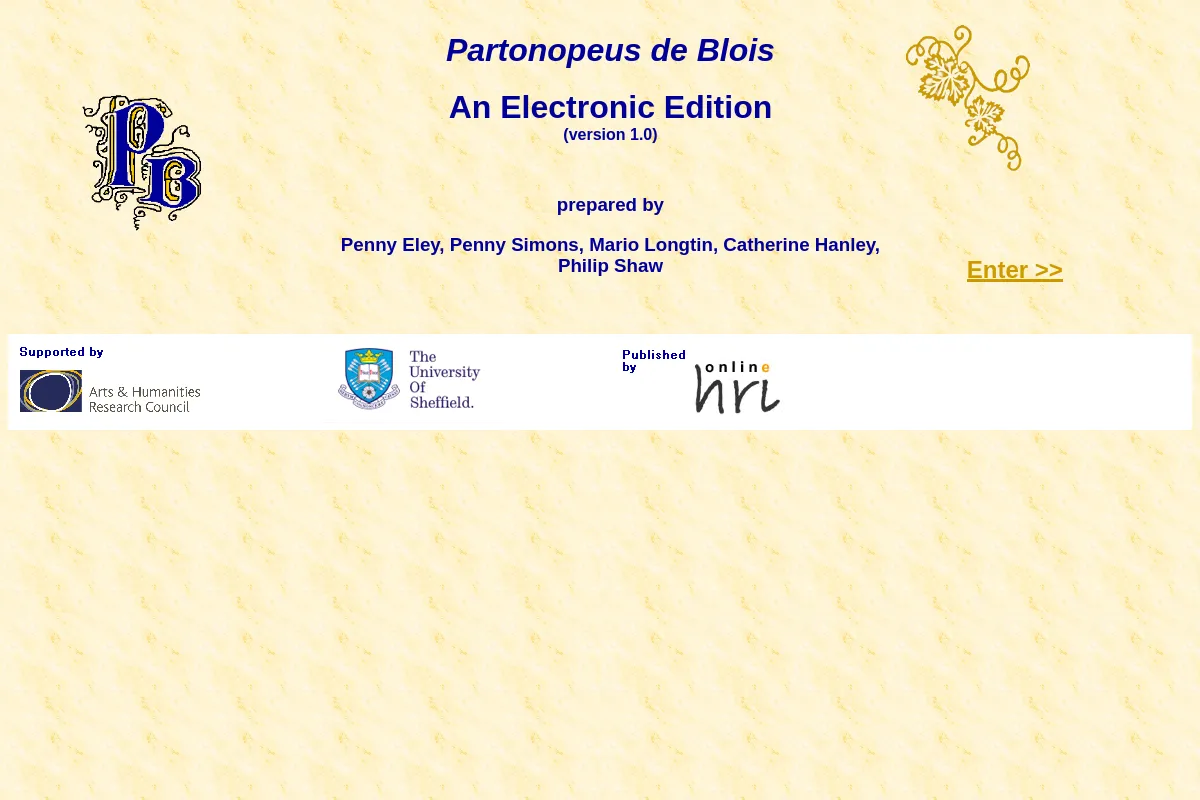 Partonopeus de Blois
An Electronic Edition
(version 1.0)
PB
prepared by
Penny Eley, Penny Simons, Mario Longtin, Catherine Hanley,
Philip Shaw
Enter >>
Supported by
Arts & Humanities
Research Council
The
University
Of
Sheffield.
Published
by
online
hri